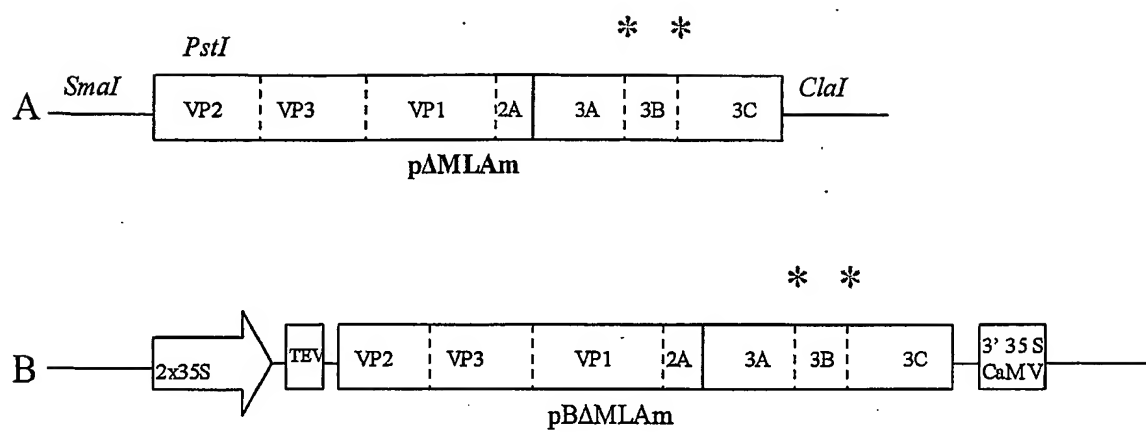 * *
PstI
SmaI
ClaI
A
VP2 VP3 VP1 2A 3A 3B 3C
pΔMLAm
* *
B
2x35S
TEV
VP2 VP3 VP1 2A 3A 3B 3C
3' 35 S
CaMV
pBΔMLAm